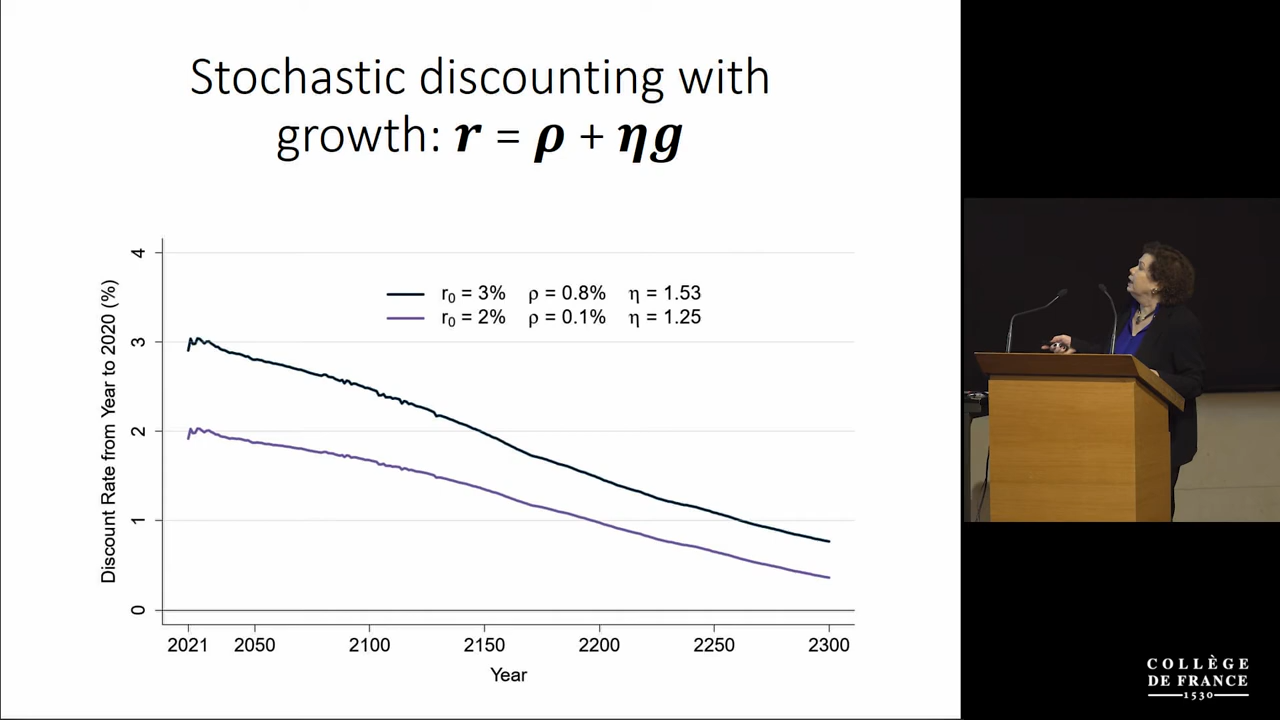 Stochastic discounting with
growth: r = ρ + ηg
Discount Rate from Year to 2020 (%)
4
3
2
1
0
r₀ = 3% ρ = 0.8% η = 1.53
r₀ = 2% ρ = 0.1% η = 1.25
2021 2050 2100 2150 2200 2250 2300
Year
COLLÈGE
DE FRANCE
1530